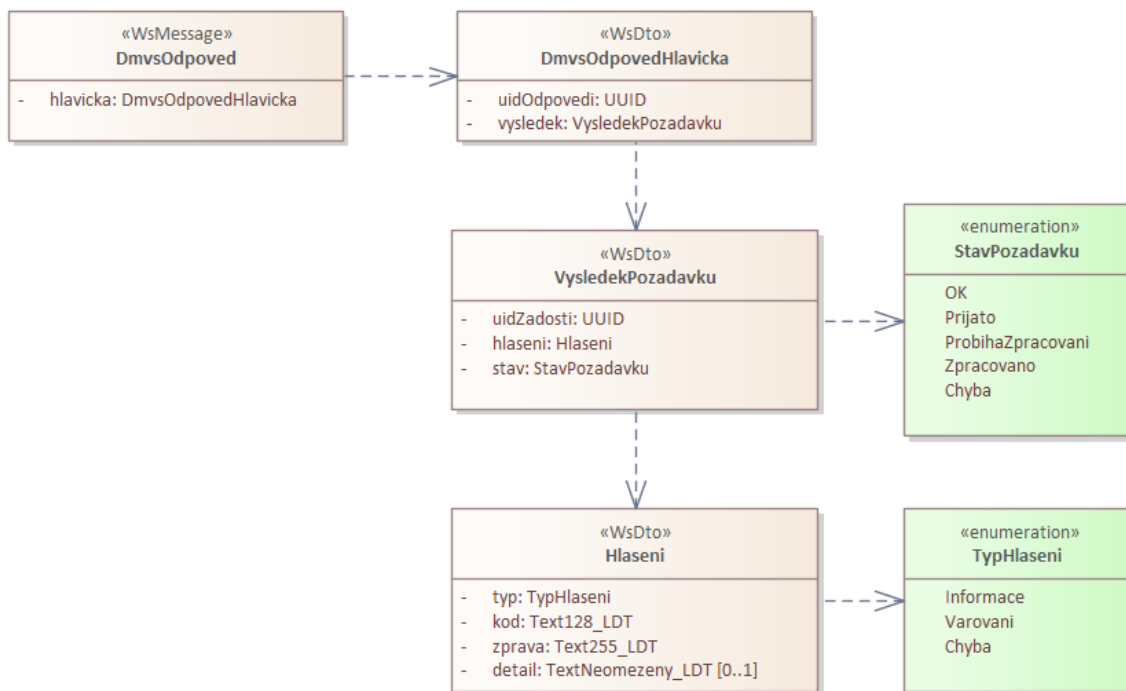 «WsMessage»
DmvsOdpoved
- hlavicka: DmvsOdpovedHlavicka
«WsDto»
DmvsOdpovedHlavicka
- uidOdpovedi: UUID
- vysledek: VysledekPozadavku
«WsDto»
VysledekPozadavku
- uidZadosti: UUID
- hlaseni: Hlaseni
- stav: StavPozadavku
«enumeration»
StavPozadavku
OK
Prijato
ProbihaZpracovani
Zpracovano
Chyba
«WsDto»
Hlaseni
- typ: TypHlaseni
- kod: Text128_LDT
- zprava: Text255_LDT
- detail: TextNeomezeny_LDT [0..1]
«enumeration»
TypHlaseni
Informace
Varovani
Chyba